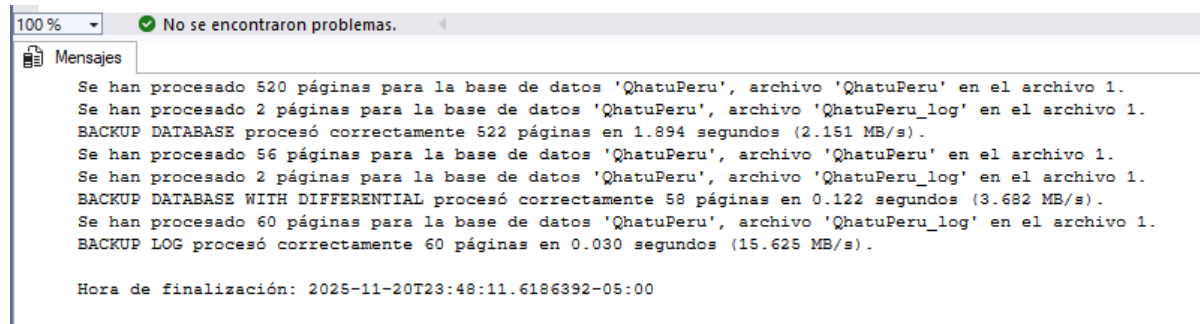 100 %
No se encontraron problemas.
Mensajes
Se han procesado 520 páginas para la base de datos 'QhatuPeru', archivo 'QhatuPeru' en el archivo 1.
Se han procesado 2 páginas para la base de datos 'QhatuPeru', archivo 'QhatuPeru_log' en el archivo 1.
BACKUP DATABASE procesó correctamente 522 páginas en 1.894 segundos (2.151 MB/s).
Se han procesado 56 páginas para la base de datos 'QhatuPeru', archivo 'QhatuPeru' en el archivo 1.
Se han procesado 2 páginas para la base de datos 'QhatuPeru', archivo 'QhatuPeru_log' en el archivo 1.
BACKUP DATABASE WITH DIFFERENTIAL procesó correctamente 58 páginas en 0.122 segundos (3.682 MB/s).
Se han procesado 60 páginas para la base de datos 'QhatuPeru', archivo 'QhatuPeru_log' en el archivo 1.
BACKUP LOG procesó correctamente 60 páginas en 0.030 segundos (15.625 MB/s).
Hora de finalización: 2025-11-20T23:48:11.6186392-05:00